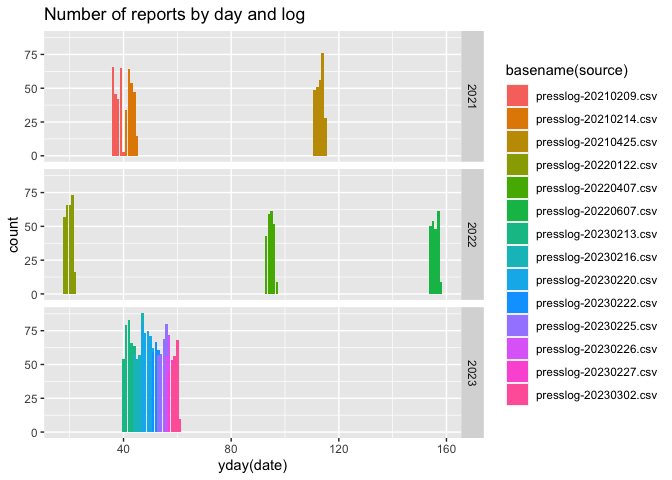 Number of reports by day and log
75
50
25
0
2021
75
50
25
0
2022
75
50
25
0
2023
count
40
80
120
160
yday(date)
basename(source)
presslog-20210209.csv
presslog-20210214.csv
presslog-20210425.csv
presslog-20220122.csv
presslog-20220407.csv
presslog-20220607.csv
presslog-20230213.csv
presslog-20230216.csv
presslog-20230220.csv
presslog-20230222.csv
presslog-20230225.csv
presslog-20230226.csv
presslog-20230227.csv
presslog-20230302.csv